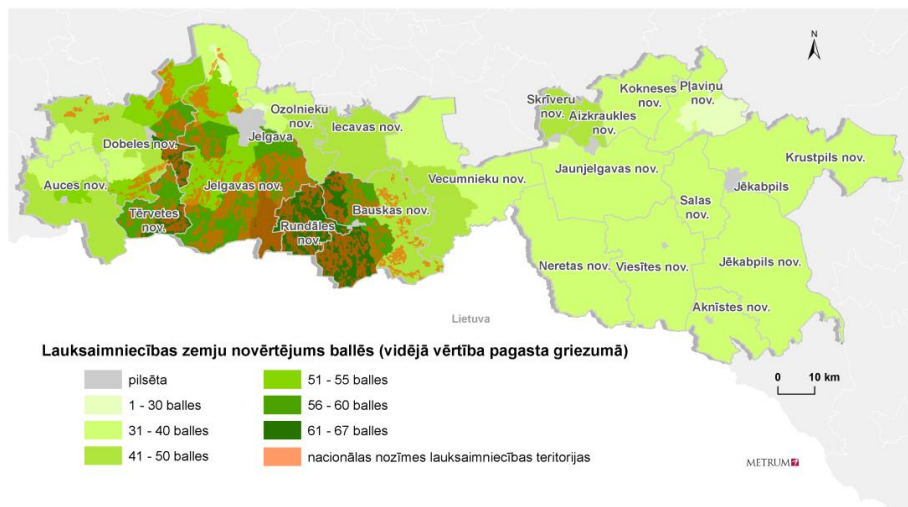 N
Kokneses
nov.
Pļaviņu
nov.
Skrīveru
nov.
Aizkraukles
nov.
Ozolnieku
nov.
Iecavas nov.
Jelgava
Dobeles nov.
Krustpils nov.
Jaunjelgavas nov.
Vecumnieku nov.
Jēkabpils
Auces nov.
Jelgavas nov.
Salas
nov.
Bauskas nov.
Tērvetes
nov.
Rundāles
nov.
Neretas nov.
Viesītes nov.
Jēkabpils nov.
Aknīstes nov.
Lietuva
Lauksaimniecības zemju novērtējums ballēs (vidējā vērtība pagasta griezumā)
pilsēta
1 - 30 balles
31 - 40 balles
41 - 50 balles
51 - 55 balles
56 - 60 balles
61 - 67 balles
nacionālas nozīmes lauksaimniecības teritorijas
0 10 km
METRUM